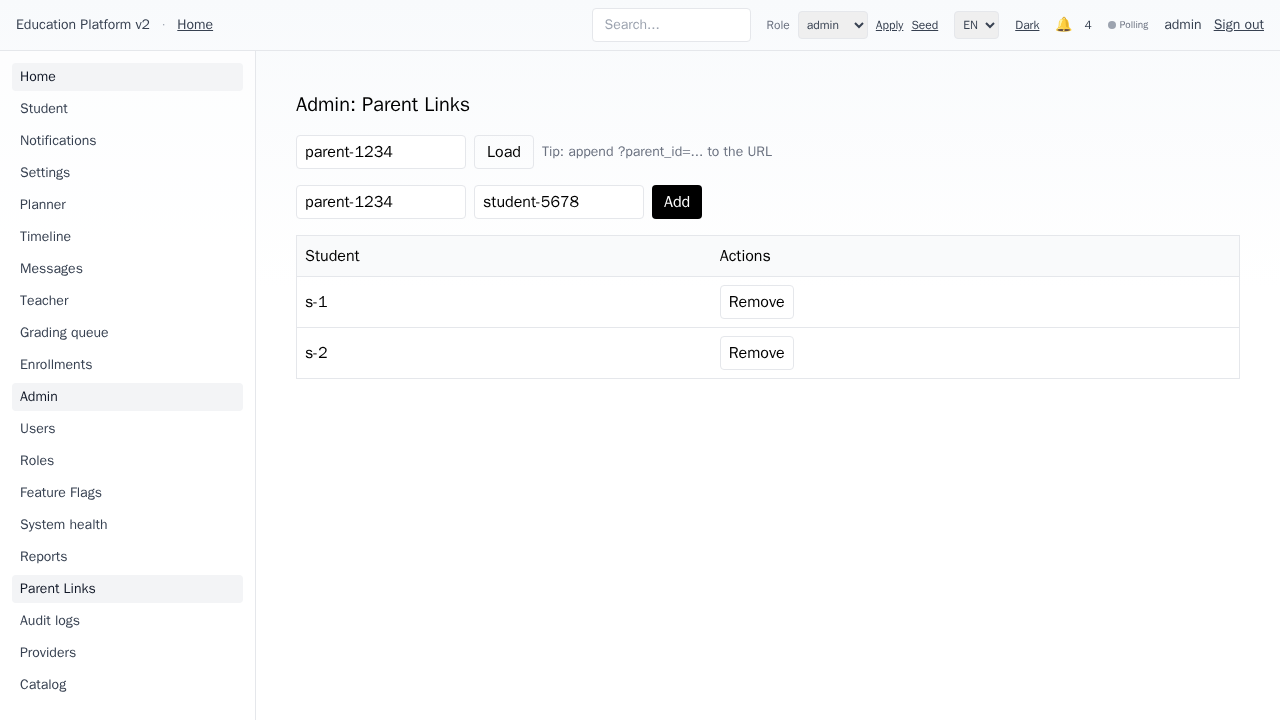 Education Platform v2 · Home
Search...
Role admin Apply Seed EN Dark 🔔 4 Polling admin Sign out
Home
Student
Notifications
Settings
Planner
Timeline
Messages
Teacher
Grading queue
Enrollments
Admin
Users
Roles
Feature Flags
System health
Reports
Parent Links
Audit logs
Providers
Catalog
Admin: Parent Links
parent-1234 Load Tip: append ?parent_id=... to the URL
parent-1234 student-5678 Add
Student Actions
s-1 Remove
s-2 Remove